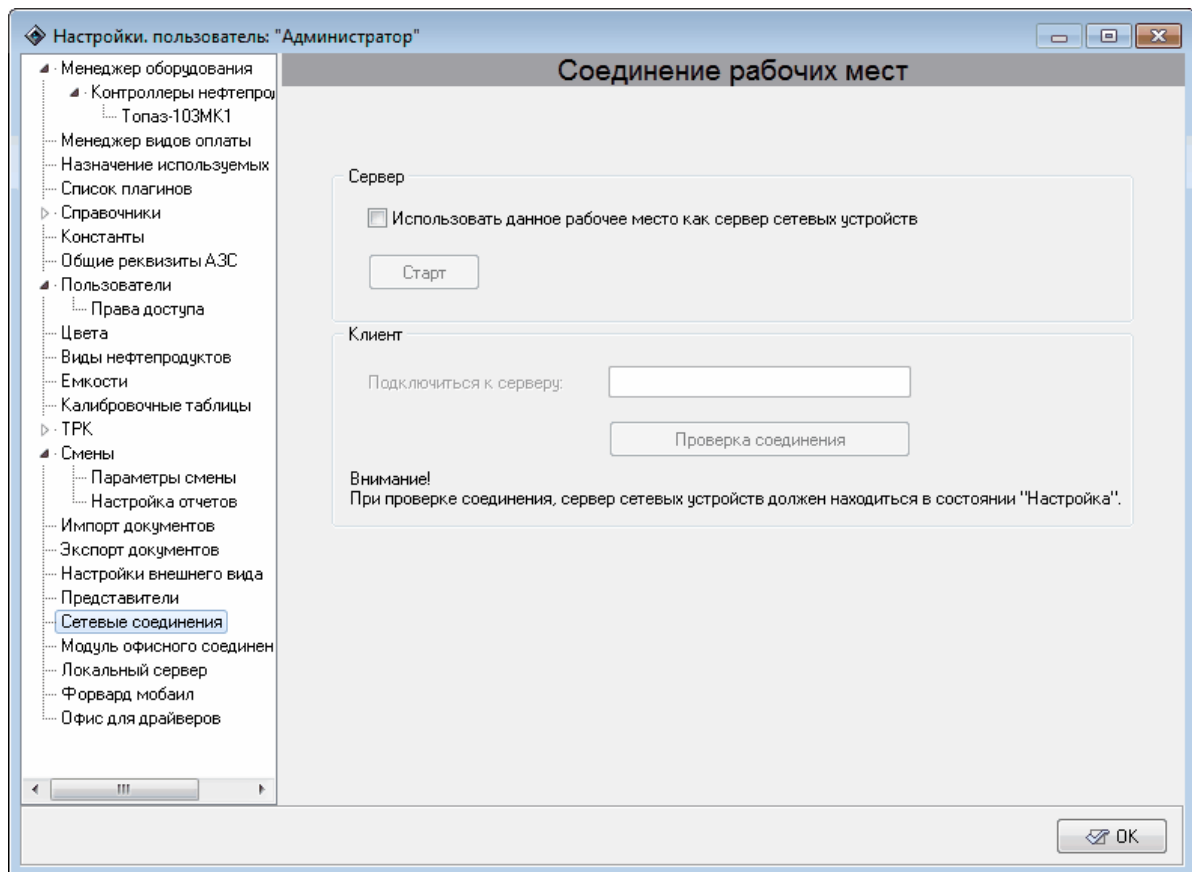 Настройки. пользователь: "Администратор"
Менеджер оборудования
Контроллеры нефтепро
Топаз-103МК1
Менеджер видов оплаты
Назначение используемых
Список плагинов
Справочники
Константы
Общие реквизиты АЗС
Пользователи
Права доступа
Цвета
Виды нефтепродуктов
Емкости
Калибровочные таблицы
ТРК
Смены
Параметры смены
Настройка отчетов
Импорт документов
Экспорт документов
Настройки внешнего вида
Представители
Сетевые соединения
Модуль офисного соединен
Локальный сервер
Форвард мобаил
Офис для драйверов
Соединение рабочих мест
Сервер
Использовать данное рабочее место как сервер сетевых устройств
Старт
Клиент
Подключиться к серверу:
Проверка соединения
Внимание!
При проверке соединения, сервер сетевых устройств должен находиться в состоянии "Настройка".
OK